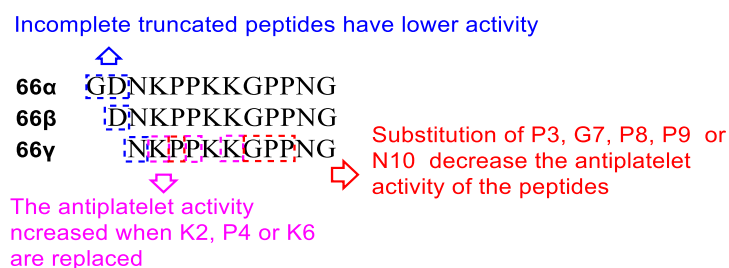 Incomplete truncated peptides have lower activity
66α GDNKPPKKGPPNG
66β DNKPPKKGPPNG
66γ NKPPKKGPPNG
Substitution of P3, G7, P8, P9 or
N10 decrease the antiplatelet
activity of the peptides
The antiplatelet activity
ncreased when K2, P4 or K6
are replaced